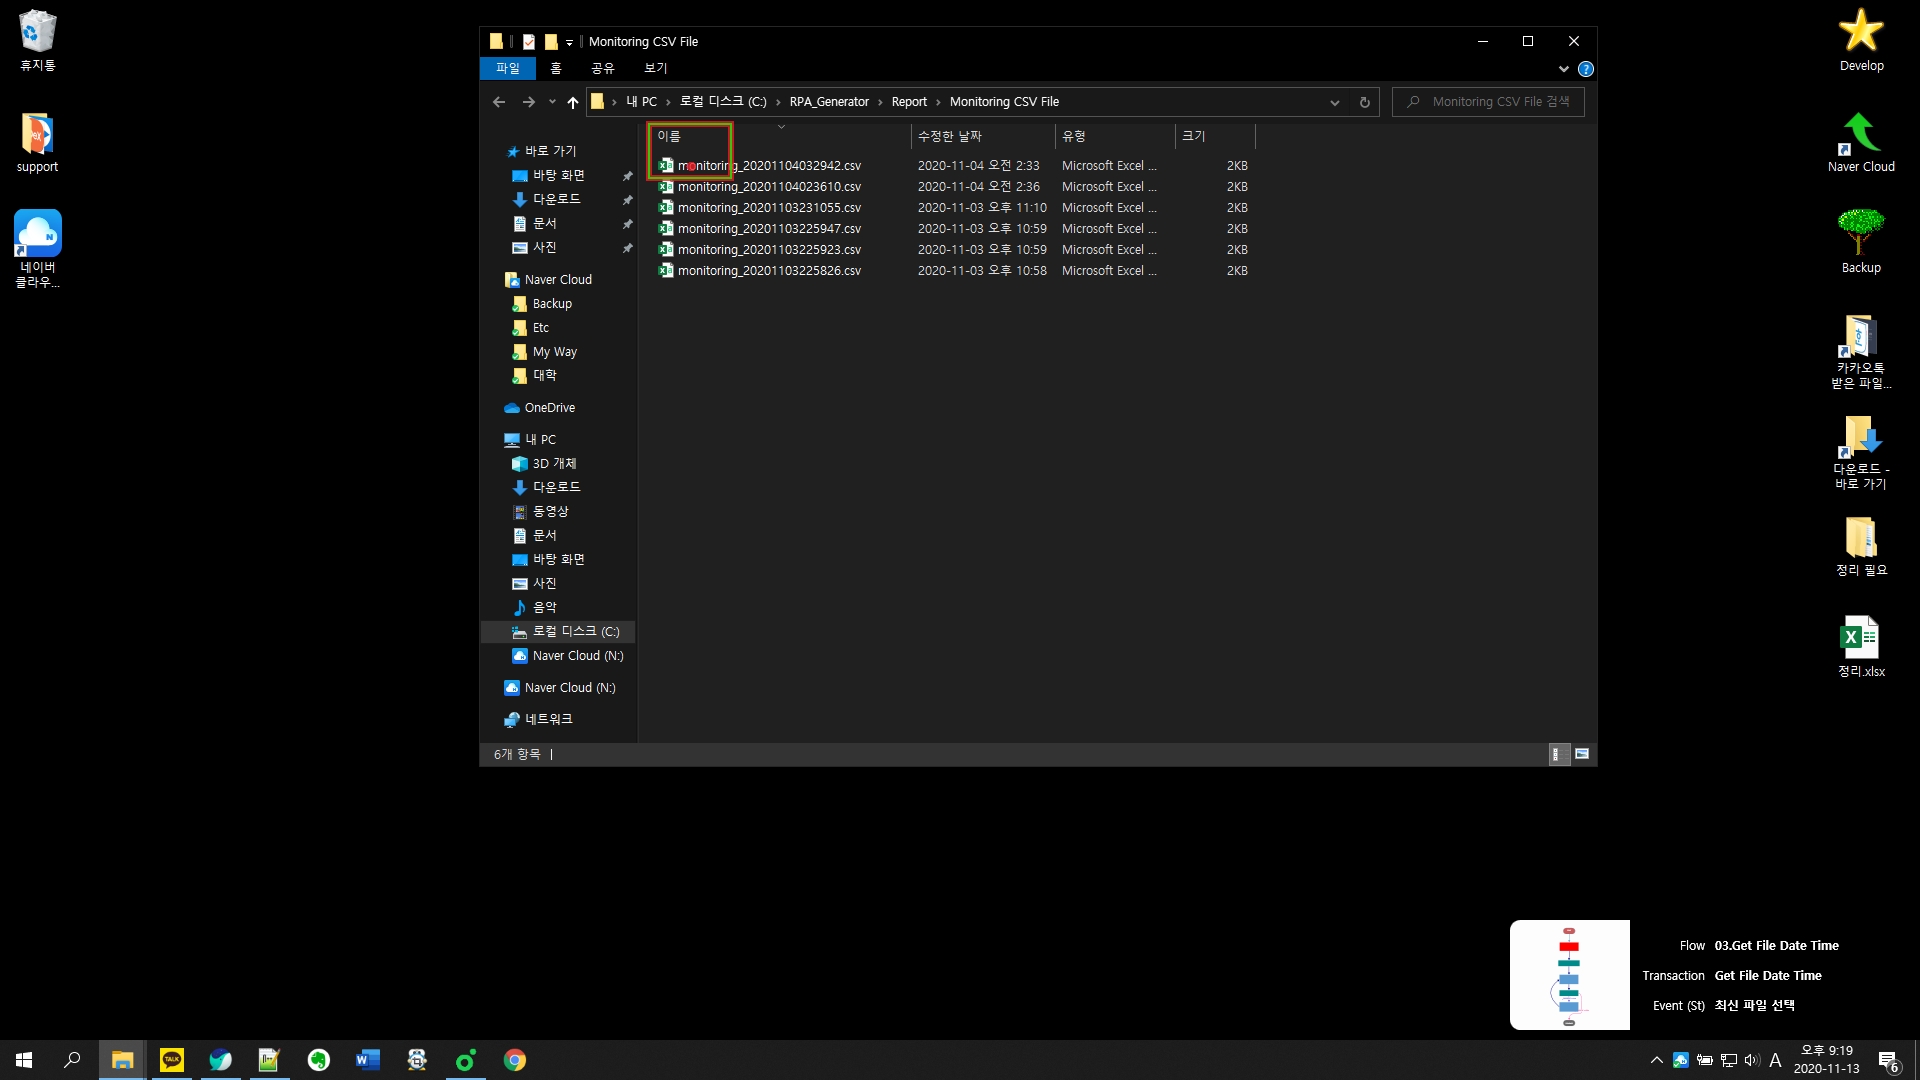 휴지통
support
네이버
클라우...
Monitoring CSV File
파일 홈 공유 보기
내 PC › 로컬 디스크 (C:) › RPA_Generator › Report › Monitoring CSV File
Monitoring CSV File 검색
이름 수정한 날짜 유형 크기
monitoring_20201104032942.csv 2020-11-04 오전 2:33 Microsoft Excel ... 2KB
monitoring_20201104023610.csv 2020-11-04 오전 2:36 Microsoft Excel ... 2KB
monitoring_20201103231055.csv 2020-11-03 오후 11:10 Microsoft Excel ... 2KB
monitoring_20201103225947.csv 2020-11-03 오후 10:59 Microsoft Excel ... 2KB
monitoring_20201103225923.csv 2020-11-03 오후 10:59 Microsoft Excel ... 2KB
monitoring_20201103225826.csv 2020-11-03 오후 10:58 Microsoft Excel ... 2KB
바로 가기
바탕 화면
다운로드
문서
사진
Naver Cloud
Backup
Etc
My Way
대학
OneDrive
내 PC
3D 개체
다운로드
동영상
문서
바탕 화면
사진
음악
로컬 디스크 (C:)
Naver Cloud (N:)
Naver Cloud (N:)
네트워크
6개 항목
Develop
Naver Cloud
Backup
카카오톡
받은 파일...
다운로드 -
바로 가기
정리 필요
정리.xlsx
Flow 03.Get File Date Time
Transaction Get File Date Time
Event (St) 최신 파일 선택
TALK
A
오후 9:19
2020-11-13
6